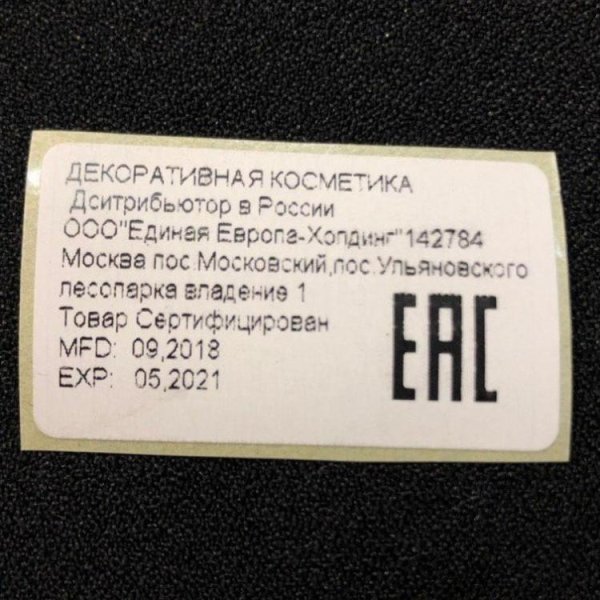 ДЕКОРАТИВНАЯ КОСМЕТИКА
Дситрибьютор в России
ООО"Единая Европа-Холдинг"142784
Москва пос.Московский,пос.Ульяновского
лесопарка владение 1
Товар Сертифицирован
MFD: 09,2018
EXP: 05,2021
EAC